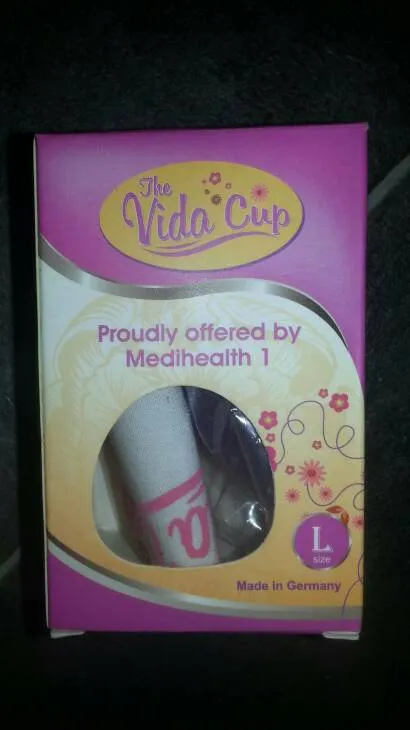 The
Vida Cup
Proudly offered by
Medihealth 1
L
size
Made in Germany